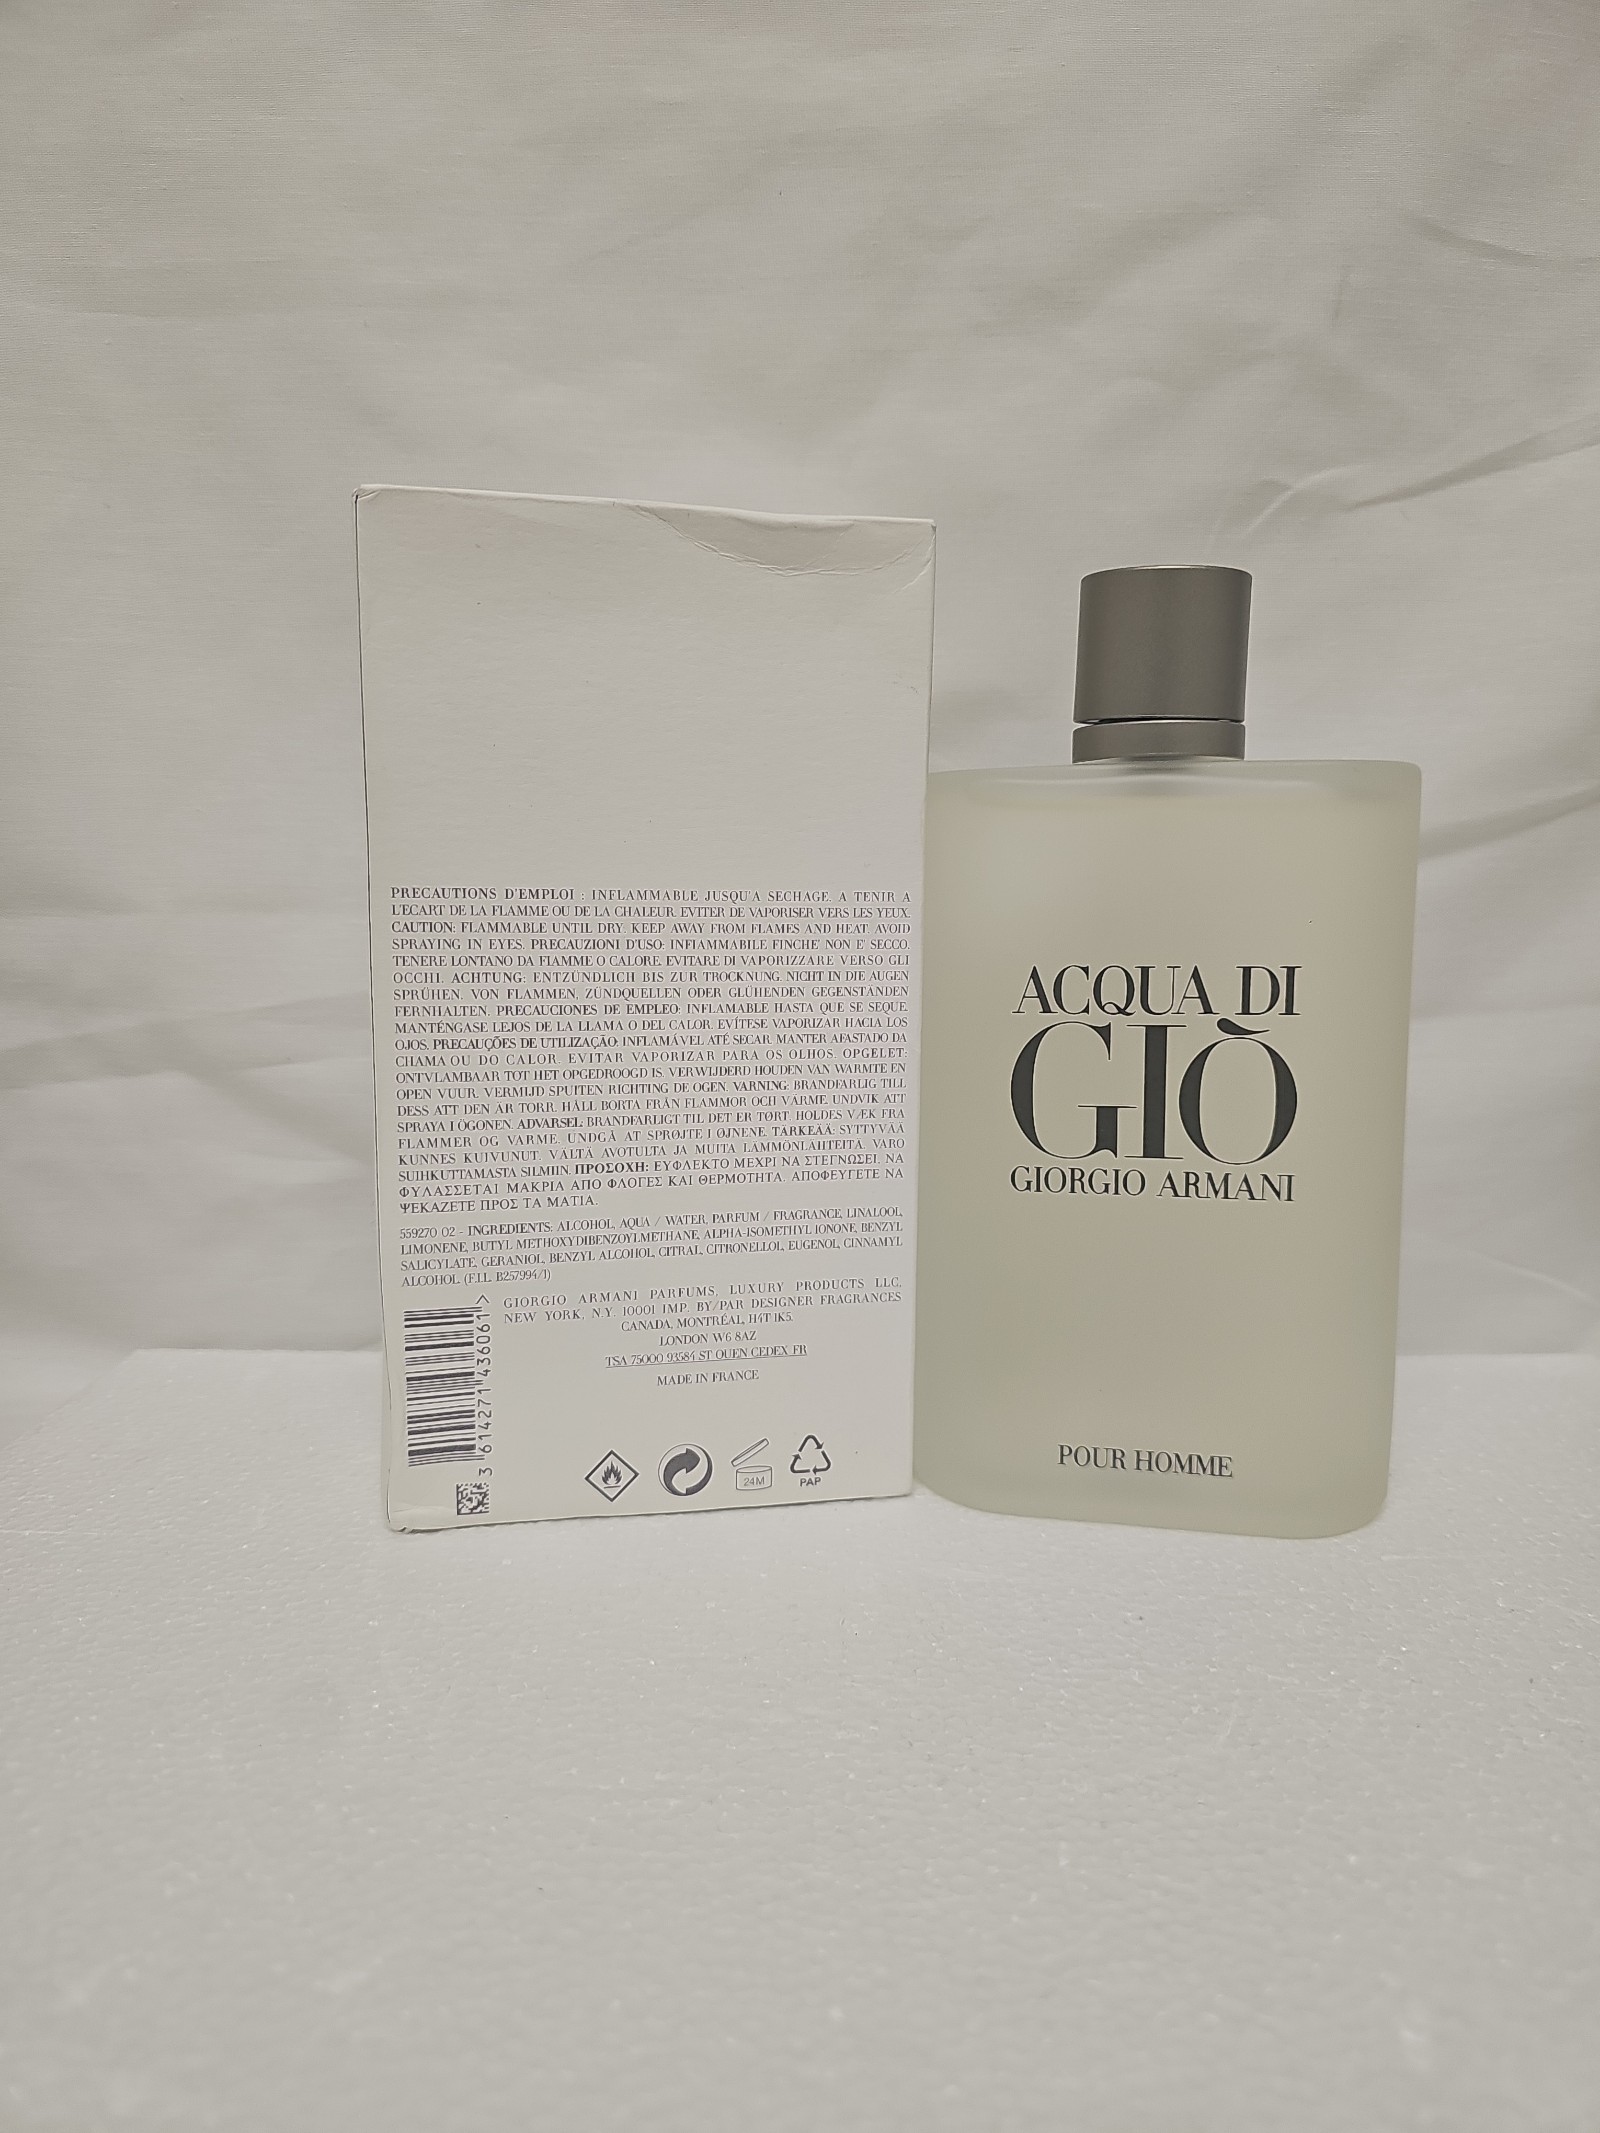 PRECAUTIONS D'EMPLOI : INFLAMMABLE JUSQU'A SECHAGE. A TENIR A
L'ECART DE LA FLAMME OU DE LA CHALEUR. EVITER DE VAPORISER VERS LES YEUX.
CAUTION: FLAMMABLE UNTIL DRY. KEEP AWAY FROM FLAMES AND HEAT. AVOID
SPRAYING IN EYES. PRECAUZIONI D'USO: INFIAMMABILE FINCHE' NON E' SECCO.
TENERE LONTANO DA FIAMME O CALORE. EVITARE DI VAPORIZZARE VERSO GLI
OCCHI. ACHTUNG: ENTZÜNDLICH BIS ZUR TROCKNUNG. NICHT IN DIE AUGEN
SPRÜHEN. VON FLAMMEN, ZÜNDQUELLEN ODER GLÜHENDEN GEGENSTÄNDEN
FERNHALTEN. PRECAUCIONES DE EMPLEO: INFLAMABLE HASTA QUE SE SEQUE.
MANTÉNGASE LEJOS DE LA LLAMA O DEL CALOR. EVÍTESE VAPORIZAR HACIA LOS
OJOS. PRECAUÇÕES DE UTILIZAÇÃO: INFLAMÁVEL ATÉ SECAR. MANTER AFASTADO DA
CHAMA OU DO CALOR. EVITAR VAPORIZAR PARA OS OLHOS. OPGELET:
ONTVLAMBAAR TOT HET OPGEDROOGD IS. VERWIJDERD HOUDEN VAN WARMTE EN
OPEN VUUR. VERMIJD SPUITEN RICHTING DE OGEN. VARNING: BRANDFARLIG TILL
DESS ATT DEN ÄR TORR. HÅLL BORTA FRÅN FLAMMOR OCH VÄRME. UNDVIK ATT
SPRAYA I ÖGONEN. ADVARSEL: BRANDFARLIGT TIL DET ER TØRT. HOLDES VÆK FRA
FLAMMER OG VARME. UNDGÅ AT SPRØJTE I ØJNENE. TÄRKEÄÄ: SYTTYVÄÄ
KUNNES KUIVUNUT. VÄLTÄ AVOTULTA JA MUITA LÄMMÖNLÄHTEITÄ. VARO
SUIHKUTTAMASTA SILMIIN. ΠΡΟΣΟΧΗ: ΕΥΦΛΕΚΤΟ ΜΕΧΡΙ ΝΑ ΣΤΕΓΝΩΣΕΙ. ΝΑ
ΦΥΛΑΣΣΕΤΑΙ ΜΑΚΡΙΑ ΑΠΟ ΦΛΟΓΕΣ ΚΑΙ ΘΕΡΜΟΤΗΤΑ. ΑΠΟΦΕΥΓΕΤΕ ΝΑ
ΨΕΚΑΖΕΤΕ ΠΡΟΣ ΤΑ ΜΑΤΙΑ.
559270 02 - INGREDIENTS: ALCOHOL, AQUA / WATER, PARFUM / FRAGRANCE, LINALOOL,
LIMONENE, BUTYL METHOXYDIBENZOYLMETHANE, ALPHA-ISOMETHYL IONONE, BENZYL
SALICYLATE, GERANIOL, BENZYL ALCOHOL, CITRAL, CITRONELLOL, EUGENOL, CINNAMYL
ALCOHOL. (F.I.L. B257994/1)
GIORGIO ARMANI PARFUMS, LUXURY PRODUCTS LLC,
NEW YORK, N.Y. 10001 IMP. BY/PAR DESIGNER FRAGRANCES
CANADA, MONTRÉAL, H4T 1K5.
LONDON W6 8AZ
TSA 75000 93584 ST OUEN CEDEX FR
MADE IN FRANCE
3 614271 436061 >
24M
PAP
ACQUA DI
GIÒ
GIORGIO ARMANI
POUR HOMME